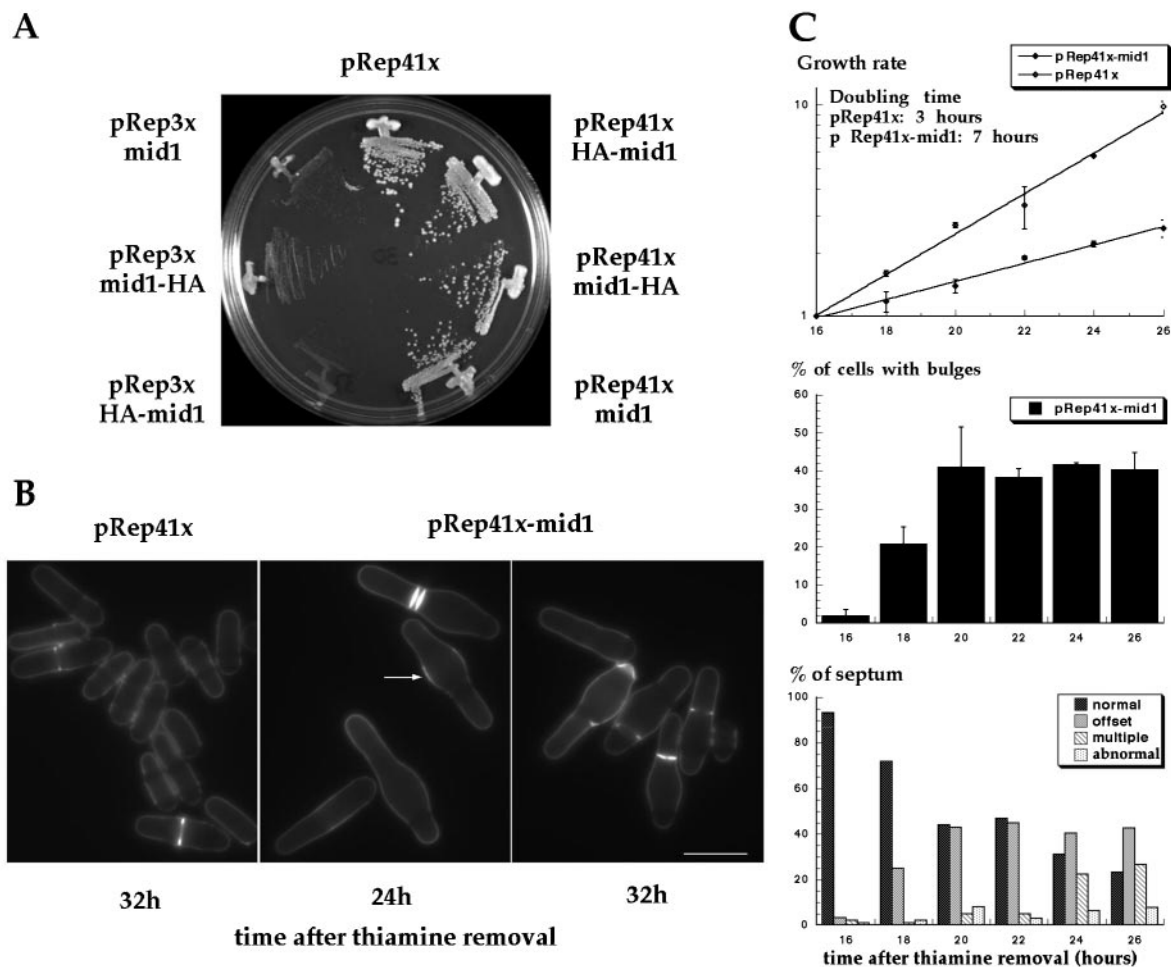 A
pRep41x
pRep3x
mid1
pRep41x
HA-mid1
pRep3x
mid1-HA
pRep41x
mid1-HA
pRep3x
HA-mid1
pRep41x
mid1
B
pRep41x
pRep41x-mid1
32h
24h
32h
time after thiamine removal
C
p Rep41x-mid1
p Rep41x
Growth rate
Doubling time
pRep41x: 3 hours
p Rep41x-mid1: 7 hours
10
1
16
18
20
22
24
26
% of cells with bulges
pRep41x-mid1
60
50
40
30
20
10
0
16
18
20
22
24
26
% of septum
normal
offset
multiple
abnormal
100
80
60
40
20
0
16
18
20
22
24
26
time after thiamine removal (hours)